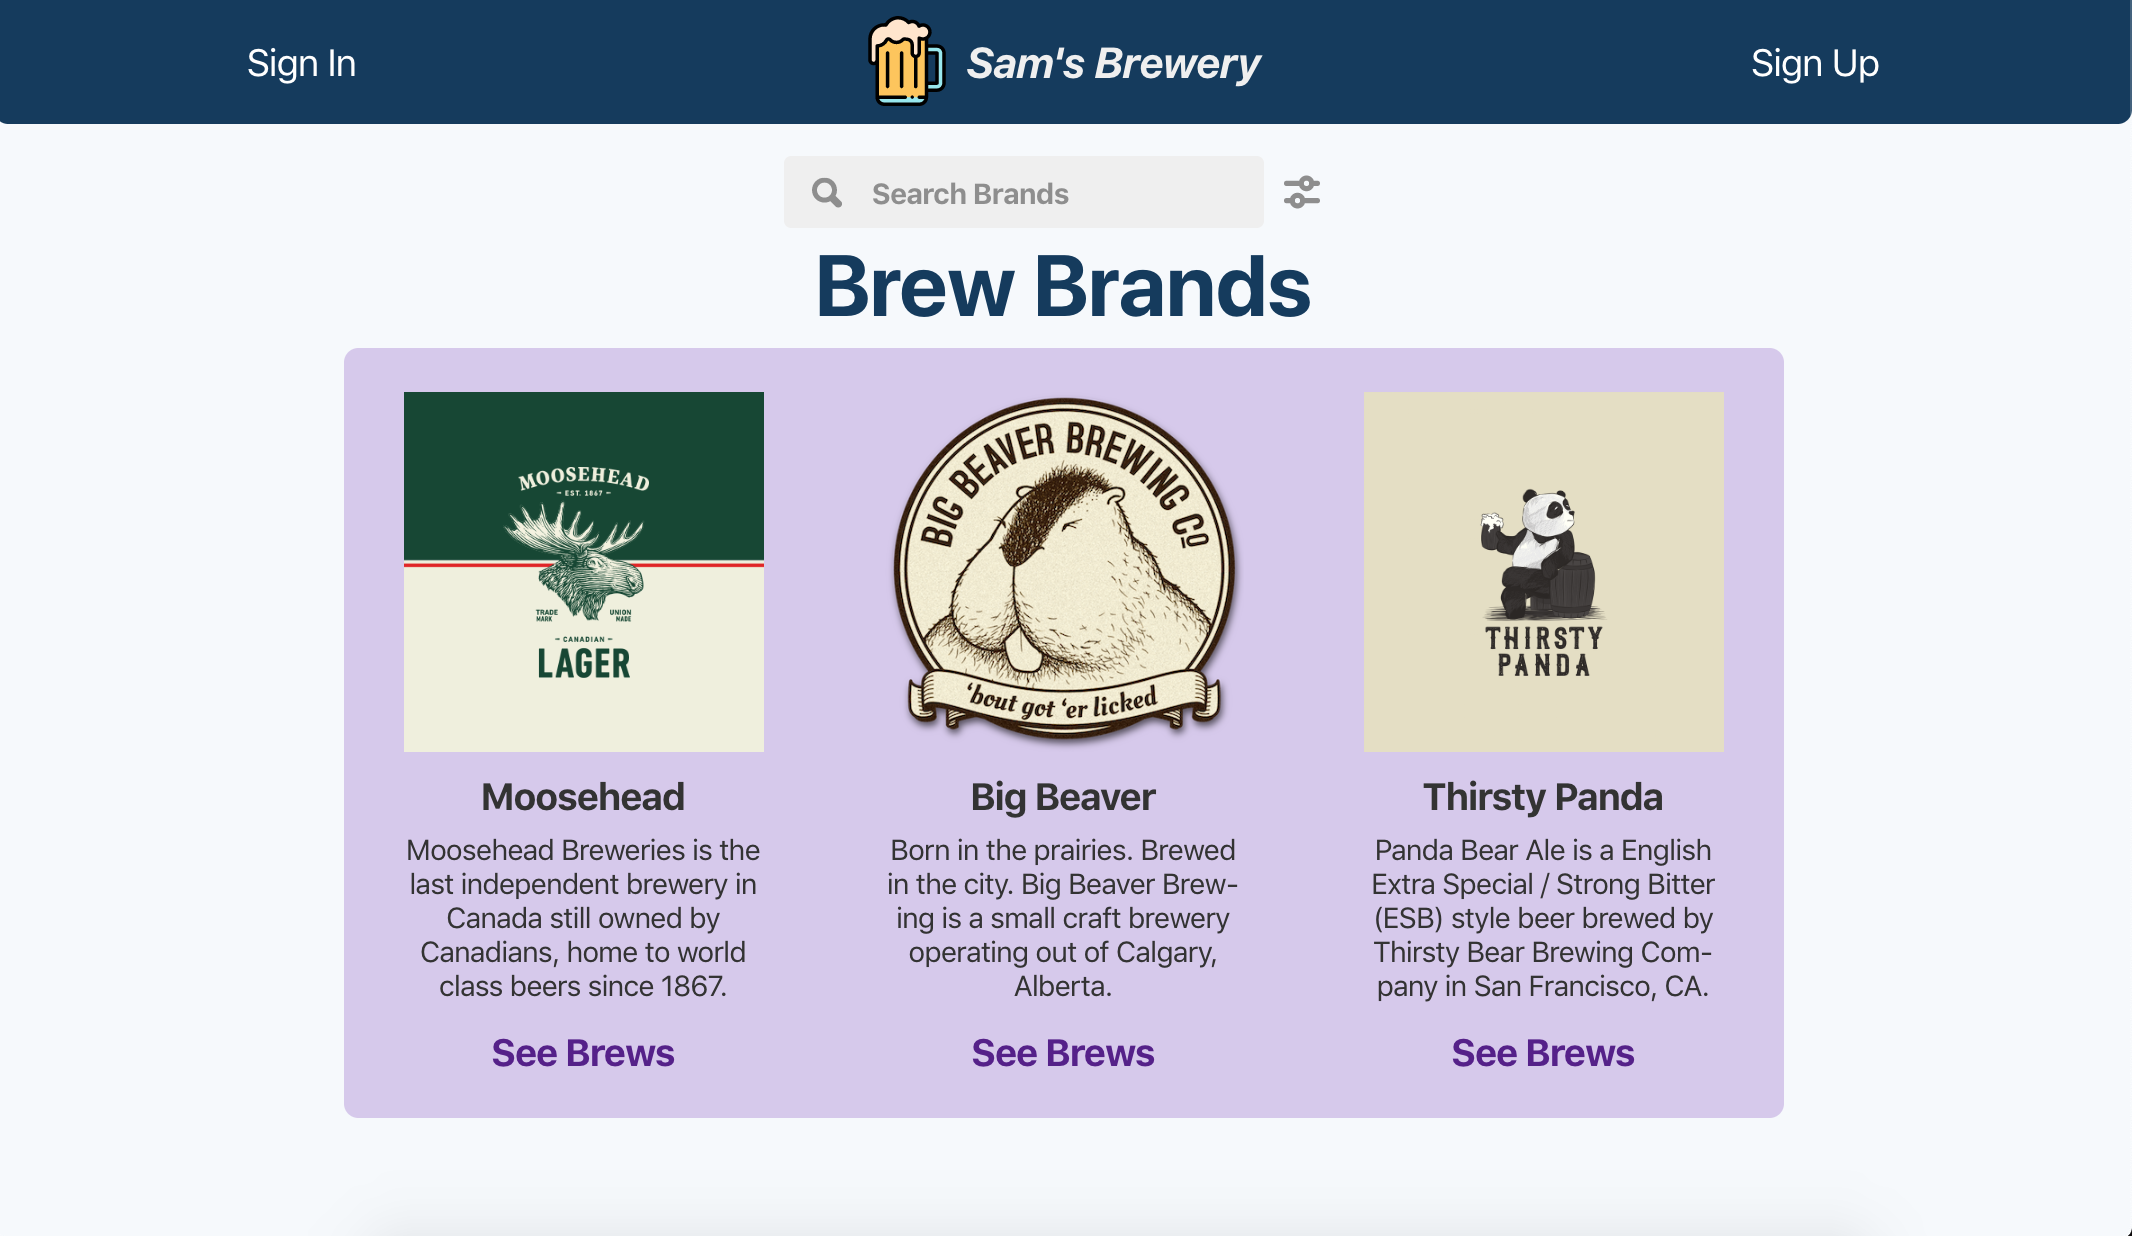 Sign In
Sam's Brewery
Sign Up
Search Brands
Brew Brands
MOOSEHEAD
- EST. 1867 -
TRADE MARK
UNION MADE
- CANADIAN -
LAGER
BIG BEAVER BREWING CO
'bout got 'er licked
THIRSTY
PANDA
Moosehead
Moosehead Breweries is the
last independent brewery in
Canada still owned by
Canadians, home to world
class beers since 1867.
See Brews
Big Beaver
Born in the prairies. Brewed
in the city. Big Beaver Brew-
ing is a small craft brewery
operating out of Calgary,
Alberta.
See Brews
Thirsty Panda
Panda Bear Ale is a English
Extra Special / Strong Bitter
(ESB) style beer brewed by
Thirsty Bear Brewing Com-
pany in San Francisco, CA.
See Brews